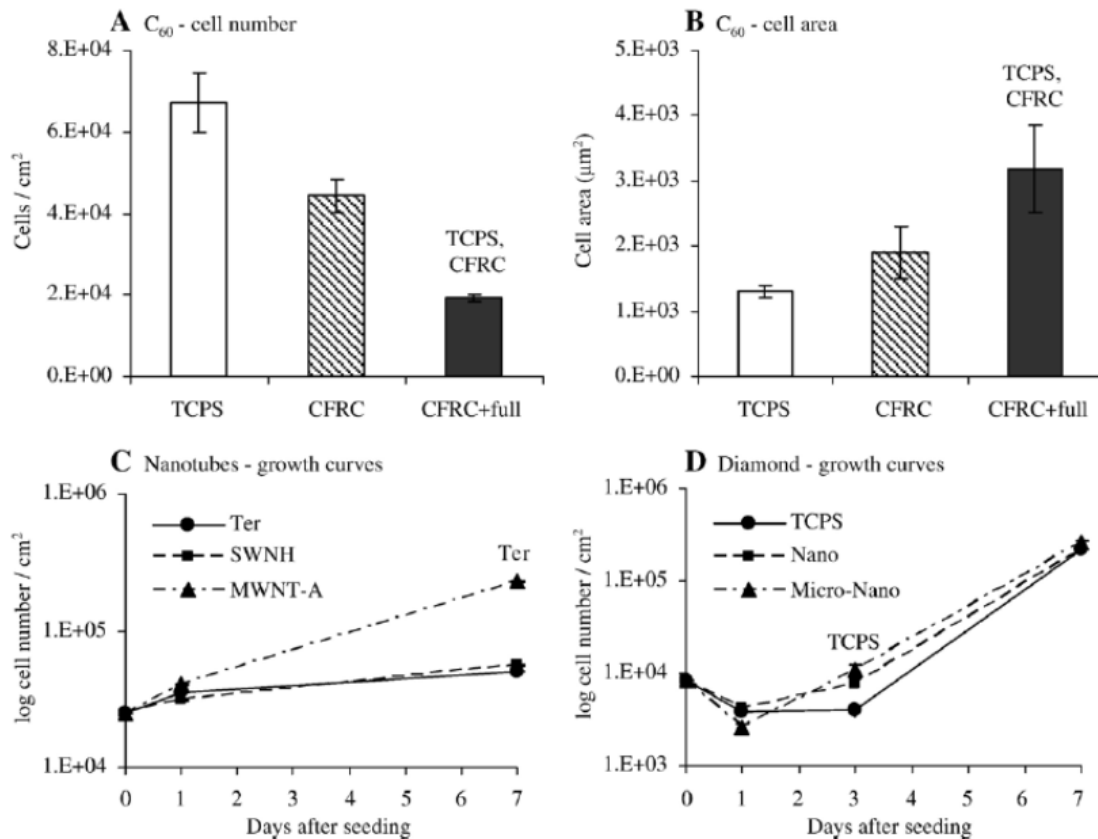 A C₆₀ - cell number
8.E+04
6.E+04
4.E+04
2.E+04
0.E+00
Cells / cm²
TCPS,
CFRC
TCPS CFRC CFRC+full
B C₆₀ - cell area
5.E+03
4.E+03
3.E+03
2.E+03
1.E+03
0.E+00
Cell area (µm²)
TCPS,
CFRC
TCPS CFRC CFRC+full
C Nanotubes - growth curves
1.E+06
1.E+05
1.E+04
log cell number / cm²
Ter
SWNH
MWNT-A
Ter
0 1 2 3 4 5 6 7
Days after seeding
D Diamond - growth curves
1.E+06
1.E+05
1.E+04
1.E+03
log cell number / cm²
TCPS
Nano
Micro-Nano
TCPS
0 1 2 3 4 5 6 7
Days after seeding